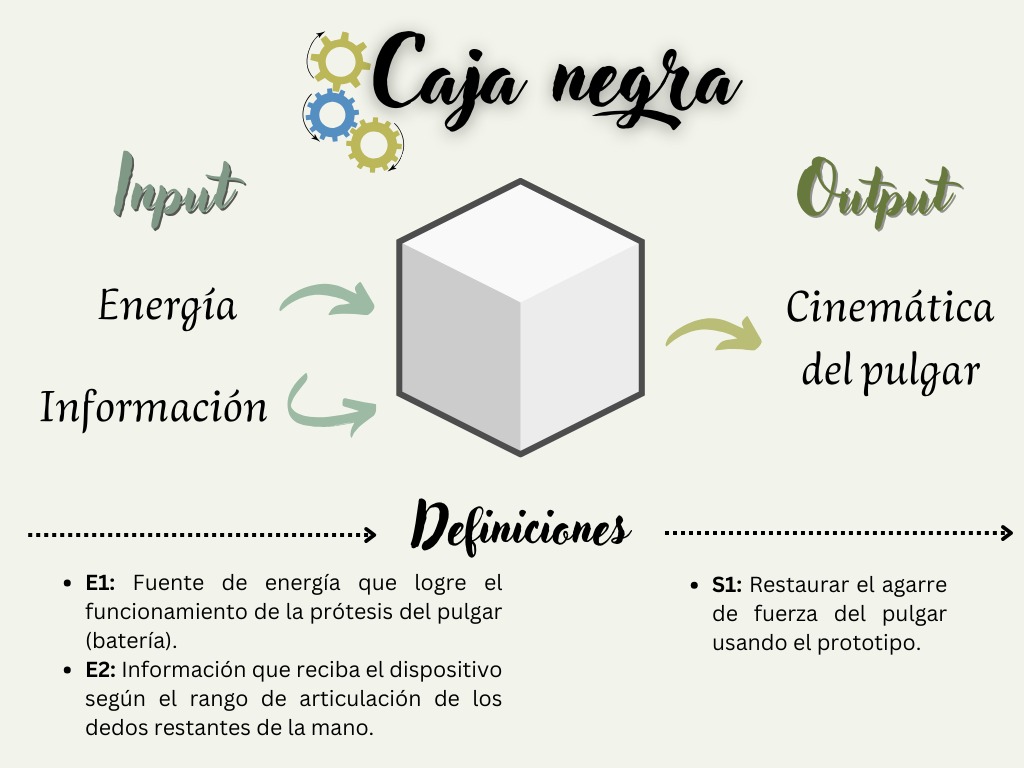 Caja negra
Input
Output
Energía
Información
Cinemática
del pulgar
Definiciones
• E1: Fuente de energía que logre el
funcionamiento de la prótesis del pulgar
(batería).
• E2: Información que reciba el dispositivo
según el rango de articulación de los
dedos restantes de la mano.
• S1: Restaurar el agarre
de fuerza del pulgar
usando el prototipo.